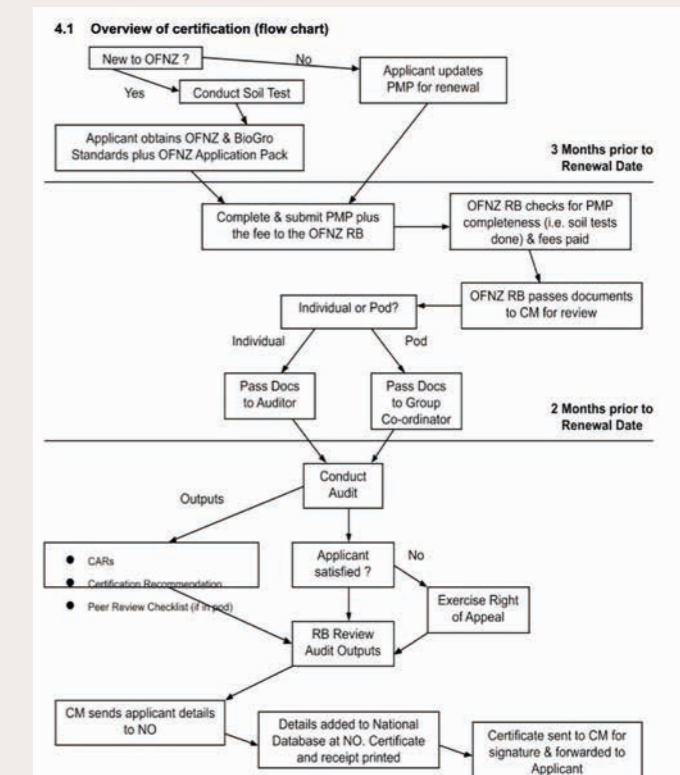 4.1 Overview of certification (flow chart)
New to OFNZ ?
No
Applicant updates
PMP for renewal
Yes
Conduct Soil Test
Applicant obtains OFNZ & BioGro
Standards plus OFNZ Application Pack
3 Months prior to
Renewal Date
Complete & submit PMP plus
the fee to the OFNZ RB
OFNZ RB checks for PMP
completeness (i.e. soil tests
done) & fees paid
OFNZ RB passes documents
to CM for review
Individual or Pod?
Individual
Pod
Pass Docs
to Auditor
Pass Docs
to Group
Co-ordinator
2 Months prior to
Renewal Date
Conduct
Audit
Outputs
CARs
Certification Recommendation
Peer Review Checklist (if in pod)
Applicant
satisfied ?
No
Exercise Right
of Appeal
RB Review
Audit Outputs
CM sends applicant details
to NO
Details added to National
Database at NO. Certificate
and receipt printed
Certificate sent to CM for
signature & forwarded to
Applicant